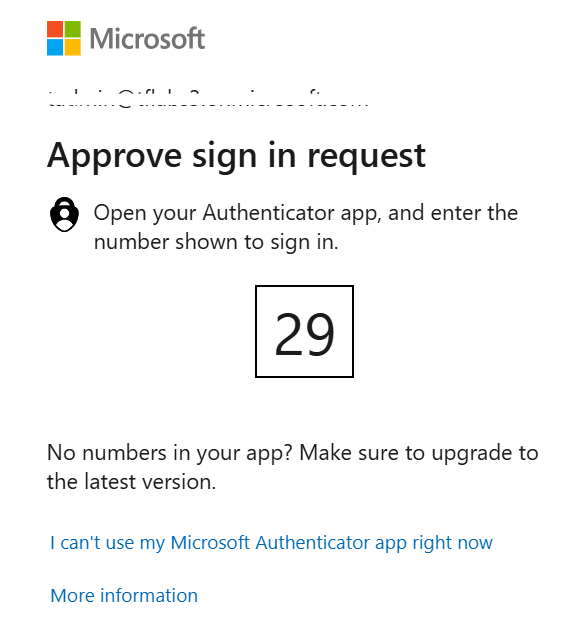 Microsoft
Approve sign in request
Open your Authenticator app, and enter the
number shown to sign in.
29
No numbers in your app? Make sure to upgrade to
the latest version.
I can't use my Microsoft Authenticator app right now
More information